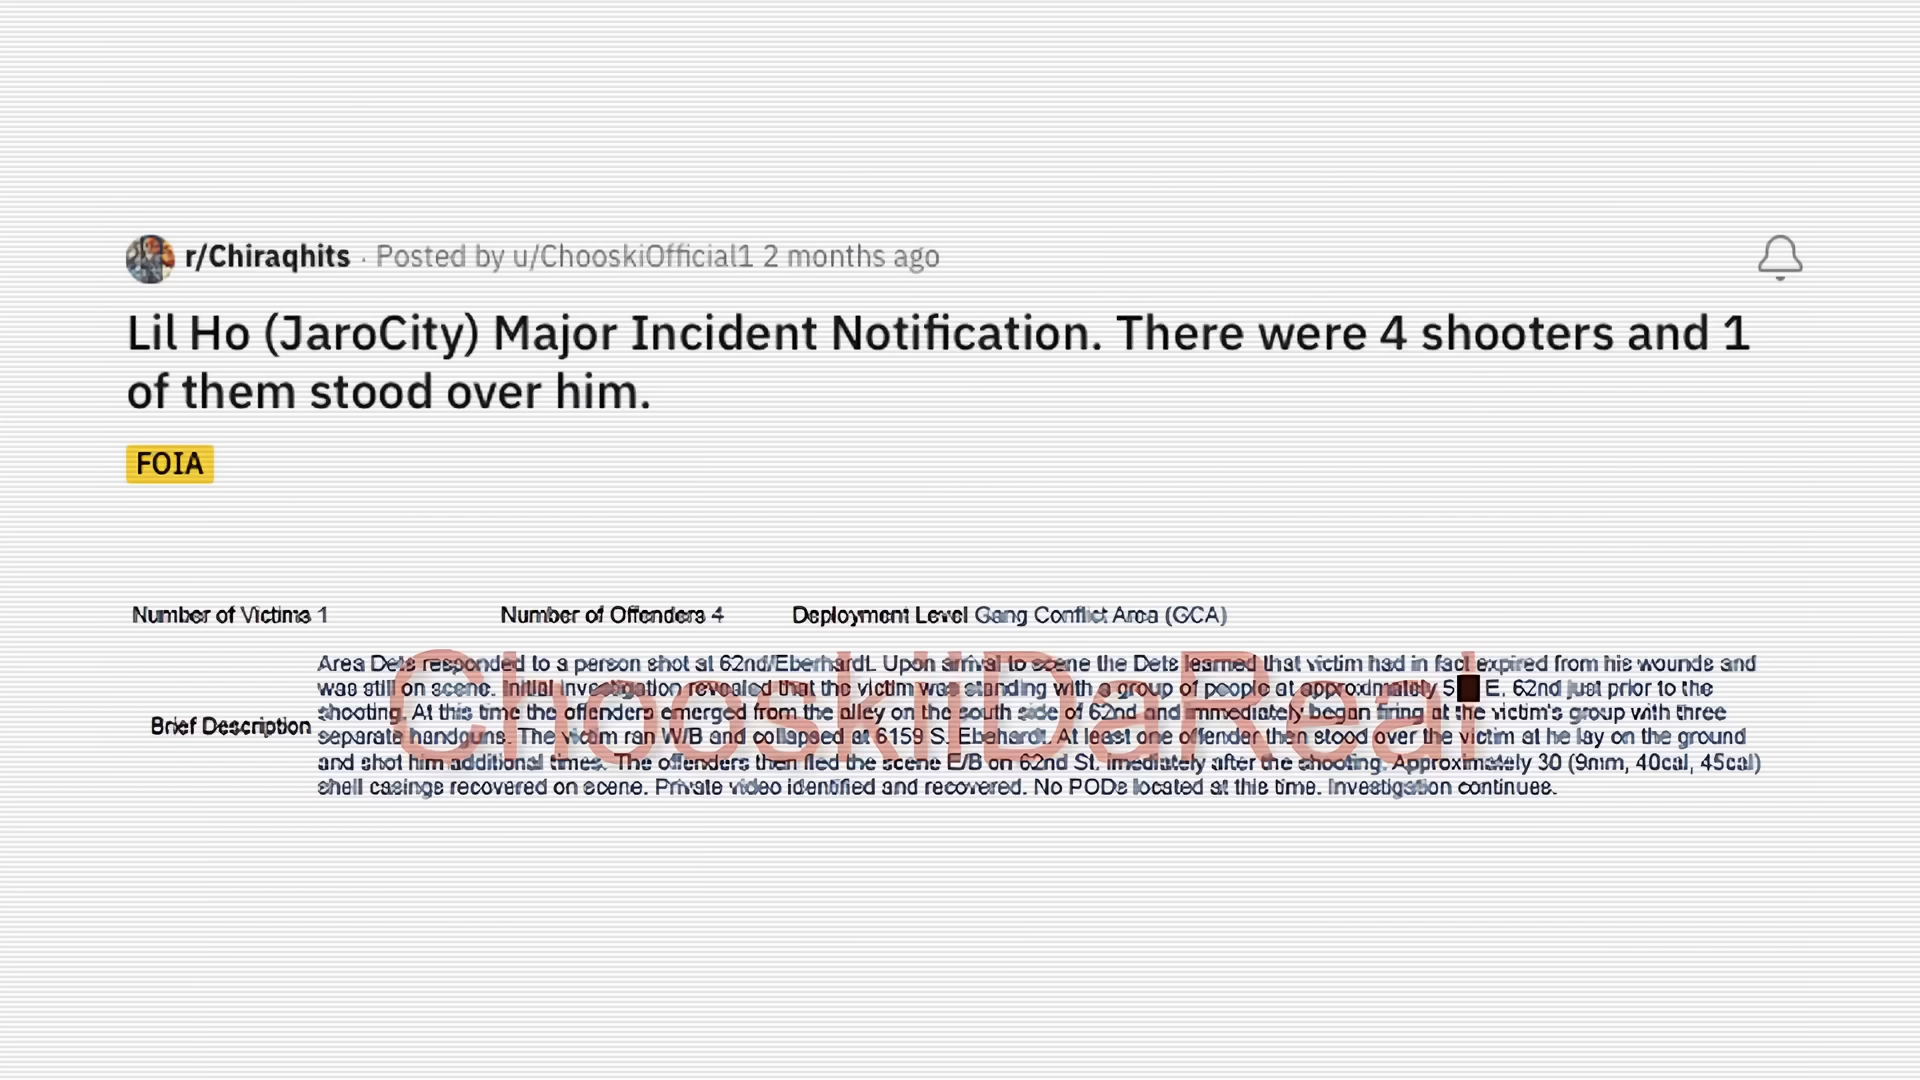 r/Chiraqhits · Posted by u/ChooskiOfficial1 2 months ago
Lil Ho (JaroCity) Major Incident Notification. There were 4 shooters and 1
of them stood over him.
FOIA
Number of Victims 1 Number of Offenders 4 Deployment Level Gang Conflict Area (GCA)
Area Dets responded to a person shot at 62nd/Eberhardt. Upon arrival to scene the Dets learned that victim had in fact expired from his wounds and
was still on scene. Initial investigation revealed that the victim was standing with a group of people at approximately 5 E. 62nd just prior to the
shooting. At this time the offenders emerged from the alley on the south side of 62nd and immediately began firing at the victim's group with three
Brief Description
separate handguns. The victim ran W/B and collapsed at 6159 S. Ebehardt. At least one offender then stood over the victim at he lay on the ground
and shot him additional times. The offenders then fled the scene E/B on 62nd St. imediately after the shooting. Approximately 30 (9mm, 40cal, 45cal)
shell casings recovered on scene. Private video identified and recovered. No PODs located at this time. Investigation continues.
ChooskiiDaReal